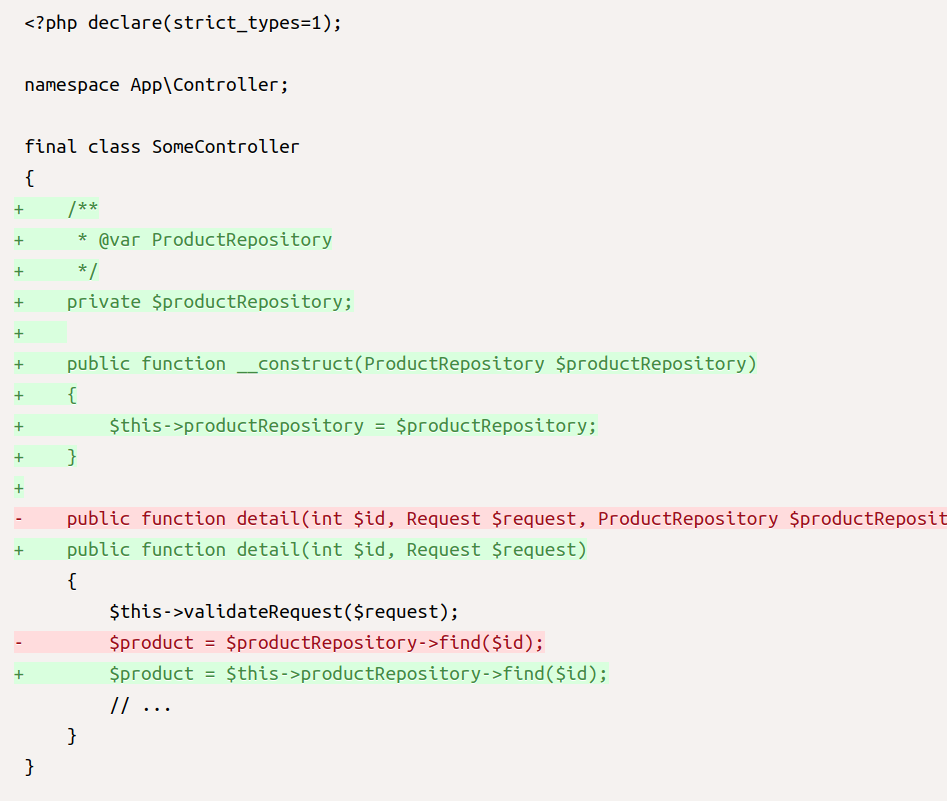 <?php declare(strict_types=1);

namespace App\Controller;

final class SomeController
{
+    /**
+     * @var ProductRepository
+     */
+    private $productRepository;
+
+    public function __construct(ProductRepository $productRepository)
+    {
+        $this->productRepository = $productRepository;
+    }
+
-    public function detail(int $id, Request $request, ProductRepository $productReposit
+    public function detail(int $id, Request $request)
    {
        $this->validateRequest($request);
-        $product = $productRepository->find($id);
+        $product = $this->productRepository->find($id);
        // ...
    }
}